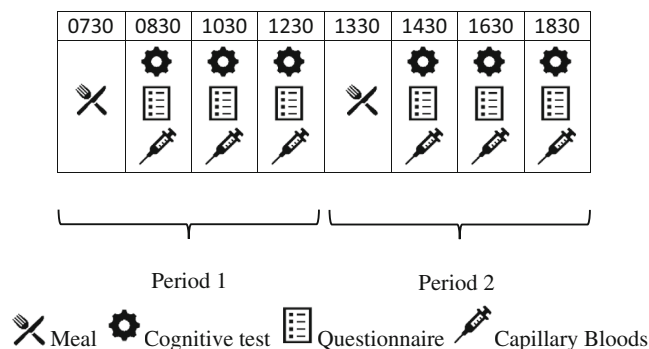 0730 0830 1030 1230 1330 1430 1630 1830
Period 1 Period 2
Meal Cognitive test Questionnaire Capillary Bloods